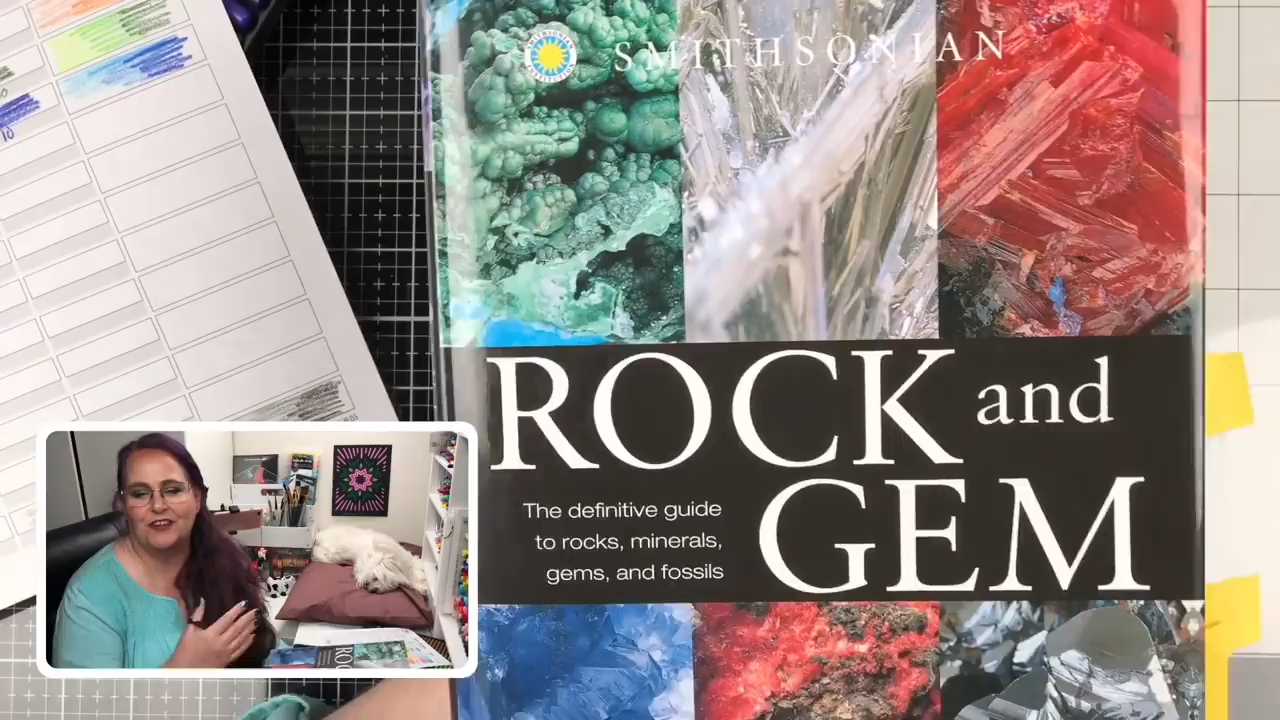 SMITHSONIAN
ROCK and
GEM
The definitive guide
to rocks, minerals,
gems, and fossils